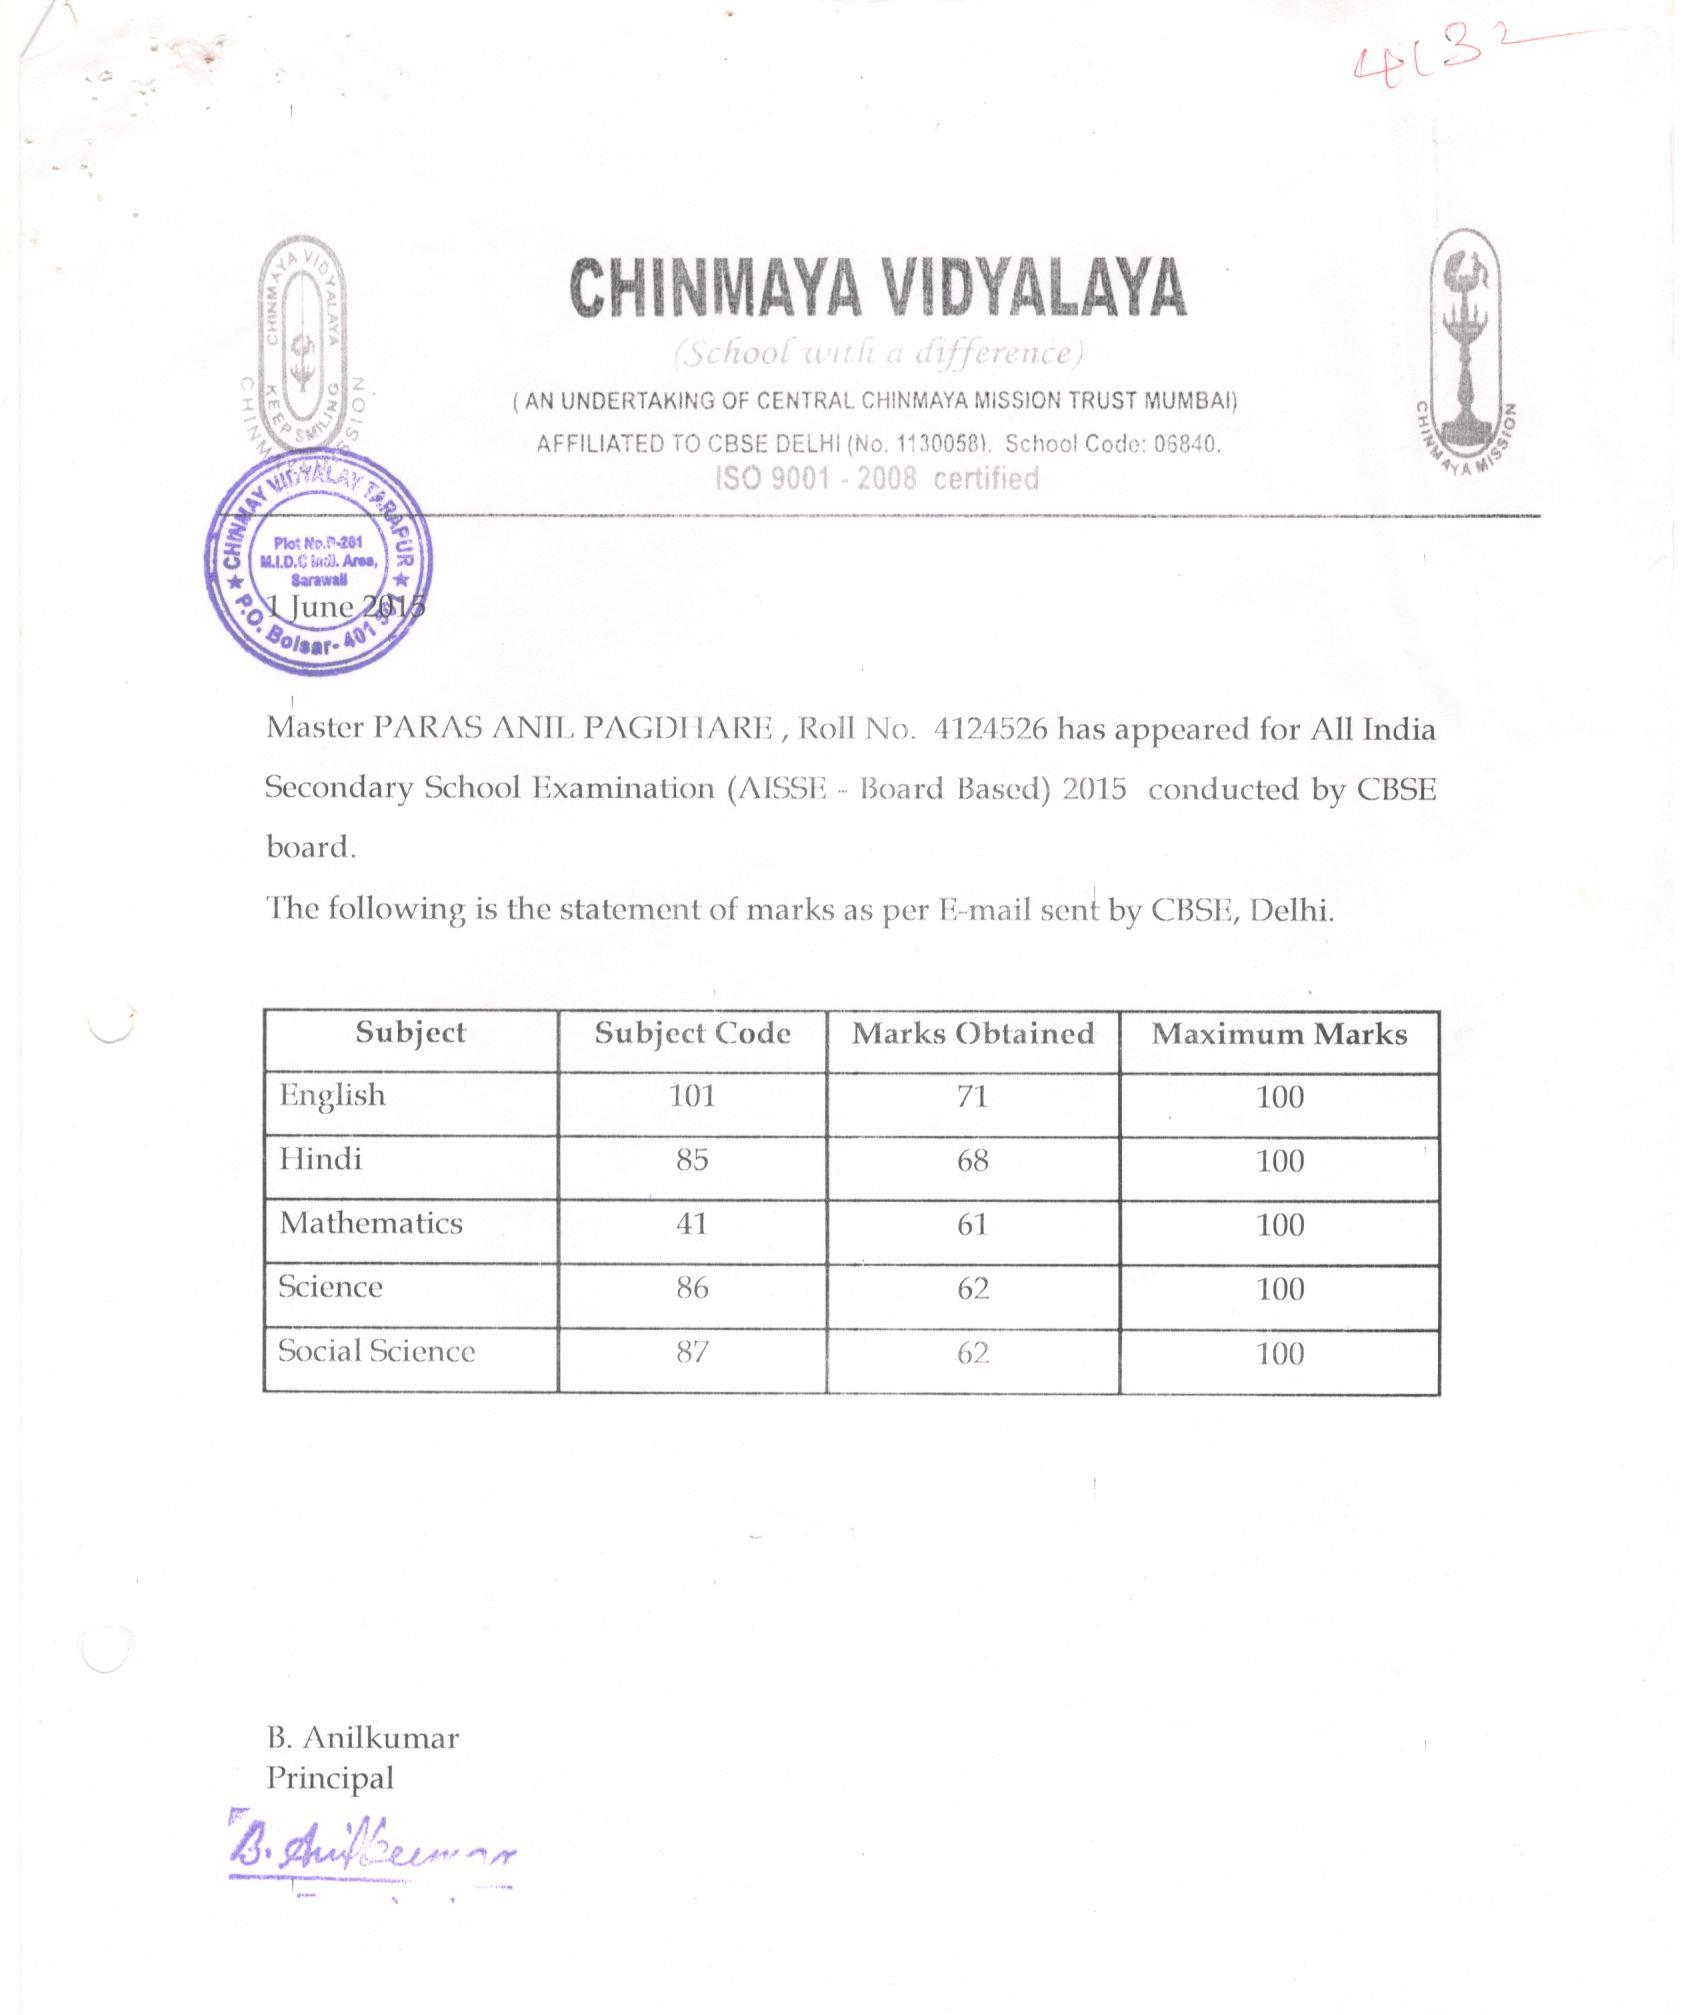 4132
CHINMAYA VIDYALAYA
KEEP SMILING
CHINMAYA MISSION
CHINMAYA VIDYALAYA
(School with a difference)
( AN UNDERTAKING OF CENTRAL CHINMAYA MISSION TRUST MUMBAI)
AFFILIATED TO CBSE DELHI (No. 1130058). School Code: 06840.
ISO 9001 - 2008 certified
CHINMAYA MISSION
★ CHINMAY VIDYALAY TARAPUR ★
Plot No.P-201
M.I.D.C Indl. Area,
Sarawali
P.O. Boisar- 401
1 June 2015
Master PARAS ANIL PAGDHARE , Roll No. 4124526 has appeared for All India
Secondary School Examination (AISSE - Board Based) 2015 conducted by CBSE
board.
The following is the statement of marks as per E-mail sent by CBSE, Delhi.
Subject Subject Code Marks Obtained Maximum Marks
English 101 71 100
Hindi 85 68 100
Mathematics 41 61 100
Science 86 62 100
Social Science 87 62 100
B. Anilkumar
Principal
B. Anilkumar